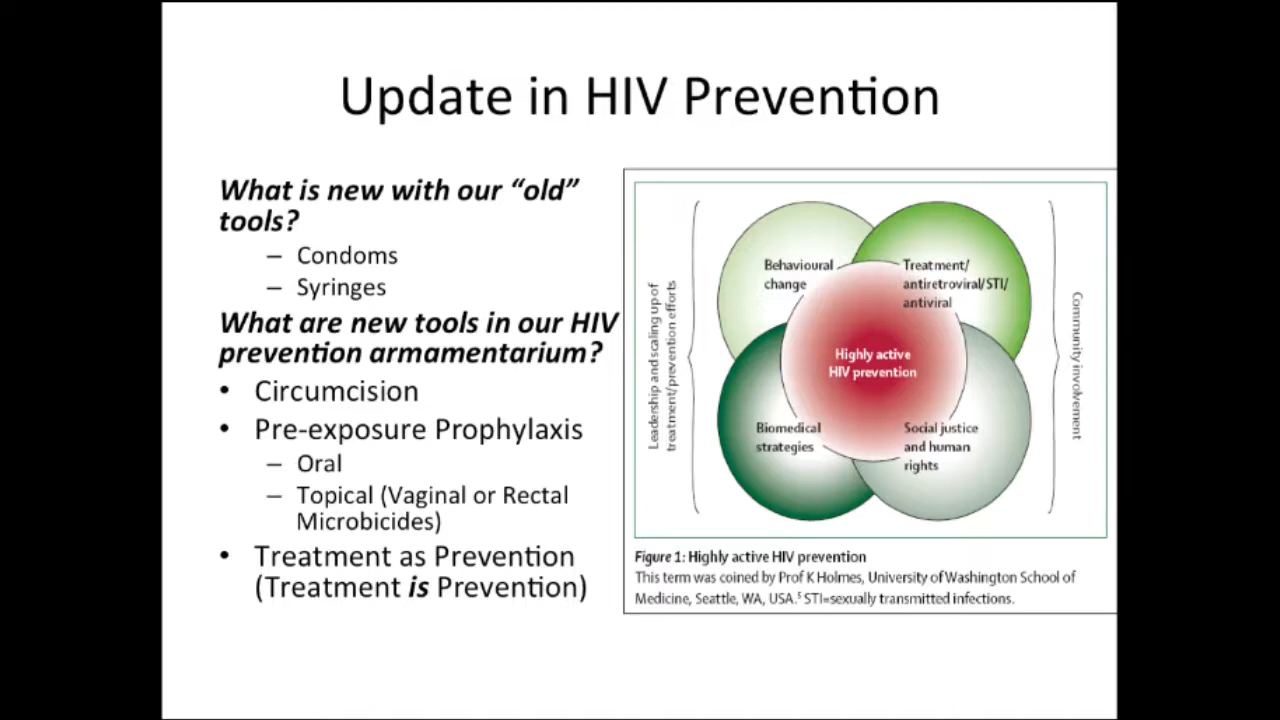 Update in HIV Prevention
What is new with our “old”
tools?
– Condoms
– Syringes
What are new tools in our HIV
prevention armamentarium?
• Circumcision
• Pre-exposure Prophylaxis
– Oral
– Topical (Vaginal or Rectal
Microbicides)
• Treatment as Prevention
(Treatment is Prevention)
Leadership and scaling up of
treatment/prevention efforts
Behavioural
change
Treatment/
antiretroviral/STI/
antiviral
Highly active
HIV prevention
Biomedical
strategies
Social justice
and human
rights
Community involvement
Figure 1: Highly active HIV prevention
This term was coined by Prof K Holmes, University of Washington School of
Medicine, Seattle, WA, USA.⁵ STI=sexually transmitted infections.